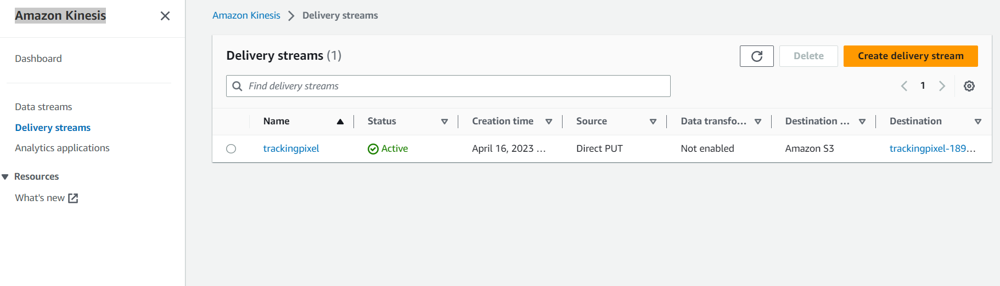 Amazon Kinesis
Dashboard
Data streams
Delivery streams
Analytics applications
Resources
What's new
Amazon Kinesis > Delivery streams
Delivery streams (1)
Delete
Create delivery stream
Find delivery streams
1
Name Status Creation time Source Data transfo... Destination ... Destination
trackingpixel Active April 16, 2023 ... Direct PUT Not enabled Amazon S3 trackingpixel-189...